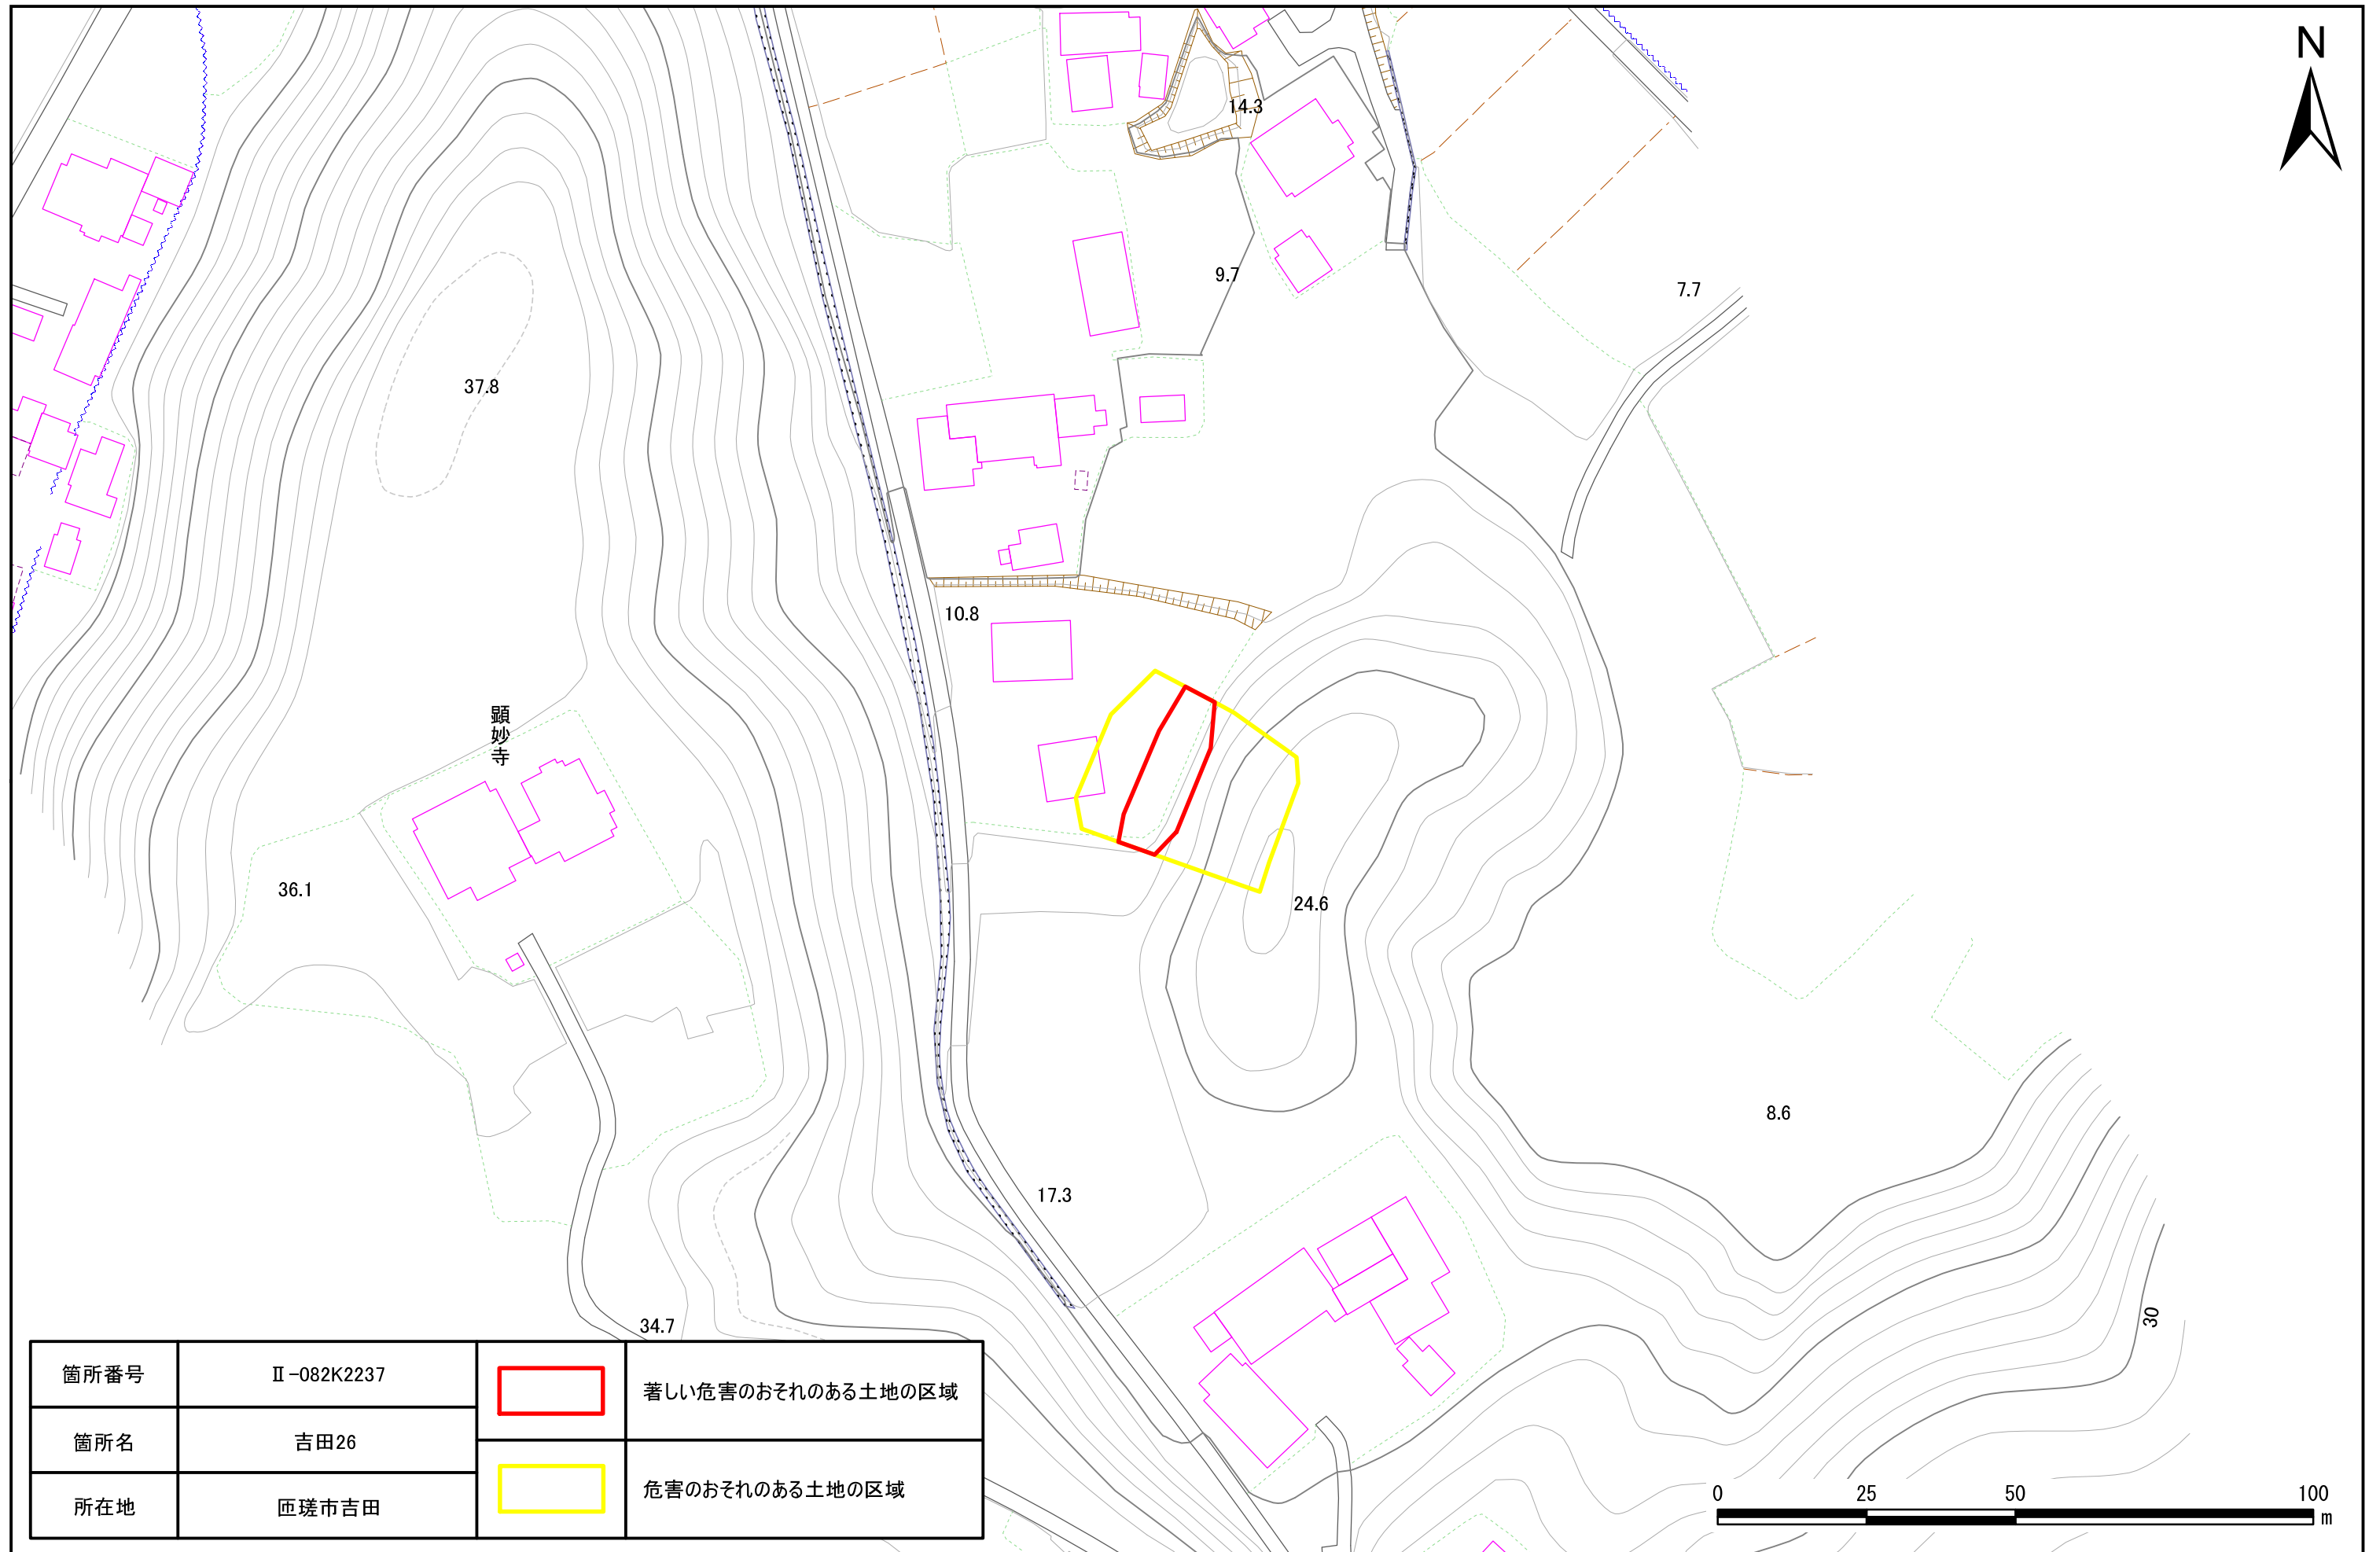 N
14.3
9.7
7.7
37.8
10.8
顕妙寺
36.1
24.6
8.6
17.3
30
34.7
箇所番号 Ⅱ-082K2237
箇所名 吉田26
所在地 匝瑳市吉田
著しい危害のおそれのある土地の区域
危害のおそれのある土地の区域
0 25 50 100
m